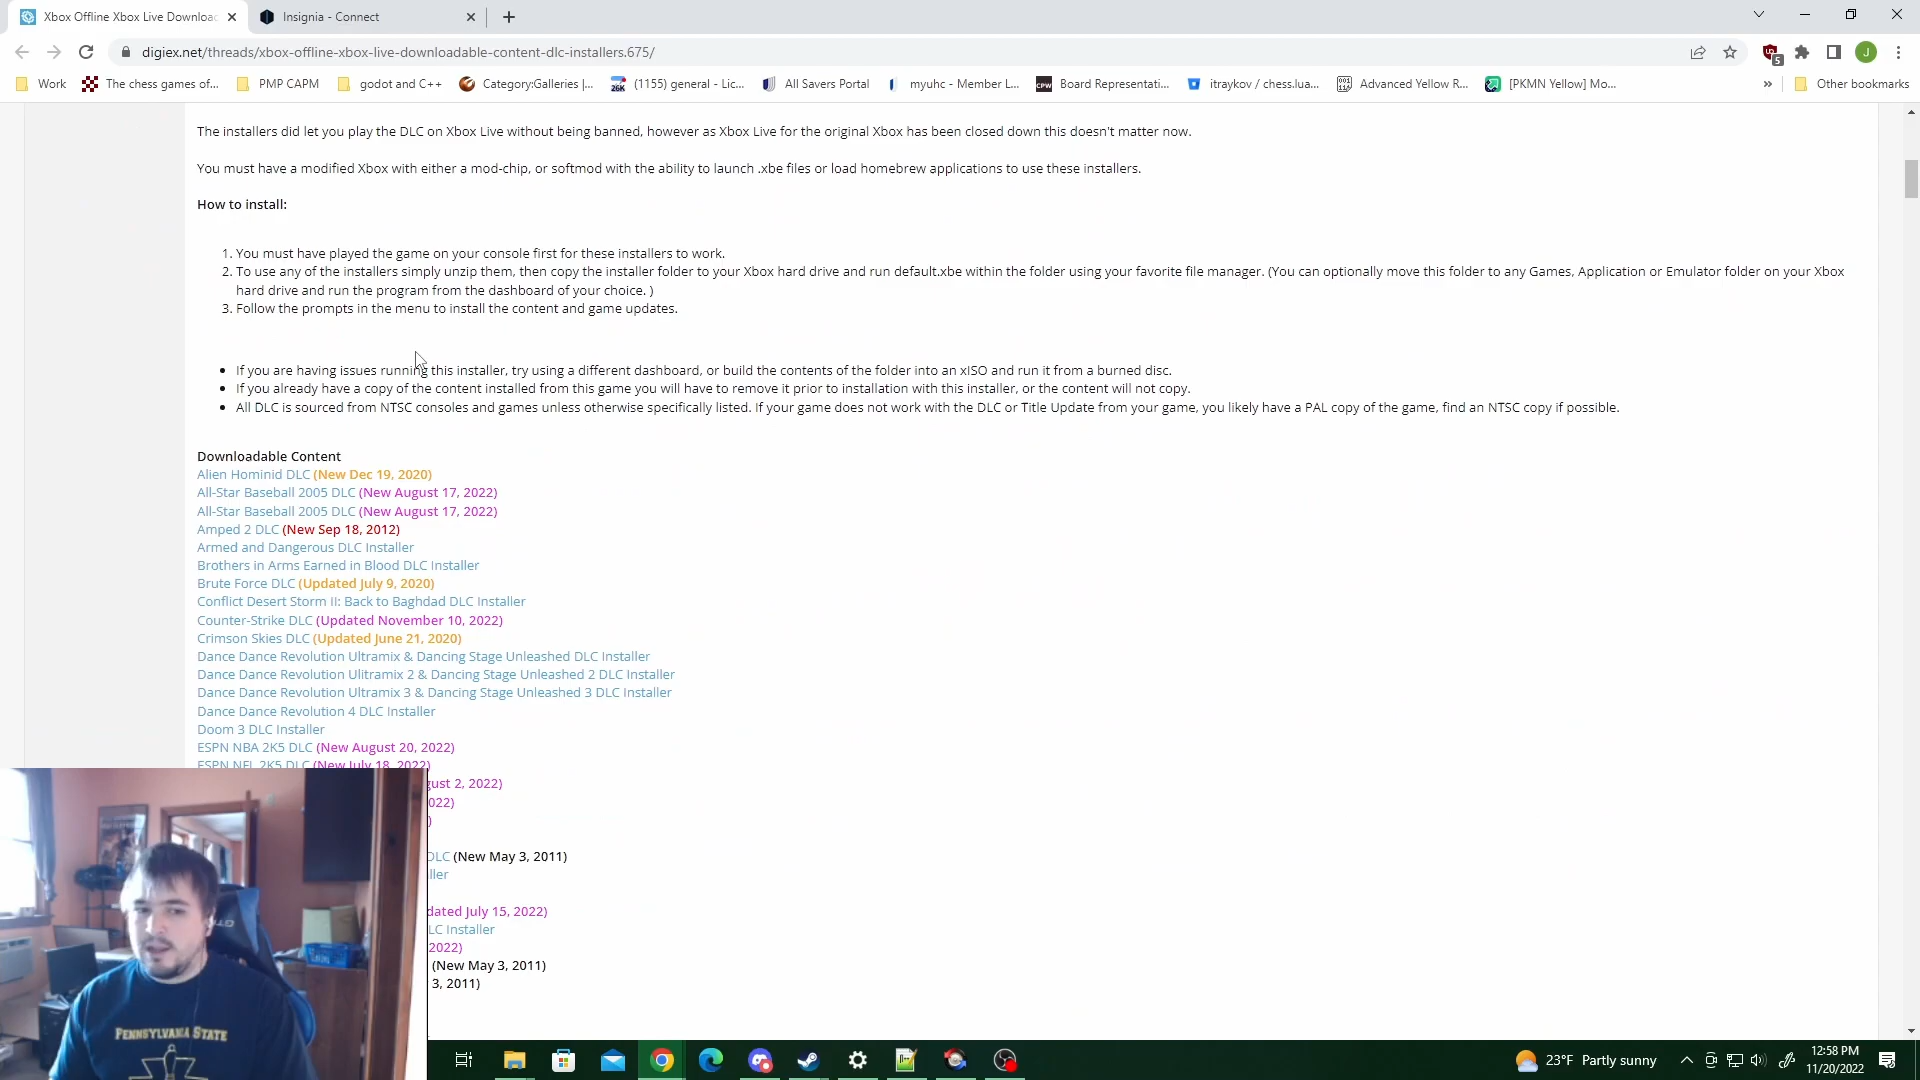 Xbox Offline Xbox Live Downloac
Insignia - Connect
digiex.net/threads/xbox-offline-xbox-live-downloadable-content-dlc-installers.675/
5
J
Work
The chess games of...
PMP CAPM
godot and C++
Category:Galleries |...
(1155) general - Lic...
All Savers Portal
myuhc - Member L...
Board Representati...
itraykov / chess.lua...
Advanced Yellow R...
[PKMN Yellow] Mo...
»
Other bookmarks
The installers did let you play the DLC on Xbox Live without being banned, however as Xbox Live for the original Xbox has been closed down this doesn't matter now.
You must have a modified Xbox with either a mod-chip, or softmod with the ability to launch .xbe files or load homebrew applications to use these installers.
How to install:
1. You must have played the game on your console first for these installers to work.
2. To use any of the installers simply unzip them, then copy the installer folder to your Xbox hard drive and run default.xbe within the folder using your favorite file manager. (You can optionally move this folder to any Games, Application or Emulator folder on your Xbox
hard drive and run the program from the dashboard of your choice. )
3. Follow the prompts in the menu to install the content and game updates.
If you are having issues running this installer, try using a different dashboard, or build the contents of the folder into an xISO and run it from a burned disc.
If you already have a copy of the content installed from this game you will have to remove it prior to installation with this installer, or the content will not copy.
All DLC is sourced from NTSC consoles and games unless otherwise specifically listed. If your game does not work with the DLC or Title Update from your game, you likely have a PAL copy of the game, find an NTSC copy if possible.
Downloadable Content
Alien Hominid DLC (New Dec 19, 2020)
All-Star Baseball 2005 DLC (New August 17, 2022)
All-Star Baseball 2005 DLC (New August 17, 2022)
Amped 2 DLC (New Sep 18, 2012)
Armed and Dangerous DLC Installer
Brothers in Arms Earned in Blood DLC Installer
Brute Force DLC (Updated July 9, 2020)
Conflict Desert Storm II: Back to Baghdad DLC Installer
Counter-Strike DLC (Updated November 10, 2022)
Crimson Skies DLC (Updated June 21, 2020)
Dance Dance Revolution Ultramix & Dancing Stage Unleashed DLC Installer
Dance Dance Revolution Ulitramix 2 & Dancing Stage Unleashed 2 DLC Installer
Dance Dance Revolution Ultramix 3 & Dancing Stage Unleashed 3 DLC Installer
Dance Dance Revolution 4 DLC Installer
Doom 3 DLC Installer
ESPN NBA 2K5 DLC (New August 20, 2022)
ESPN NFL 2K5 DLC (New July 18, 2022)
gust 2, 2022)
022)
)
DLC (New May 3, 2011)
ller
dated July 15, 2022)
LC Installer
2022)
(New May 3, 2011)
3, 2011)
PENNSYLVANIA STATE
23°F Partly sunny
12:58 PM
11/20/2022